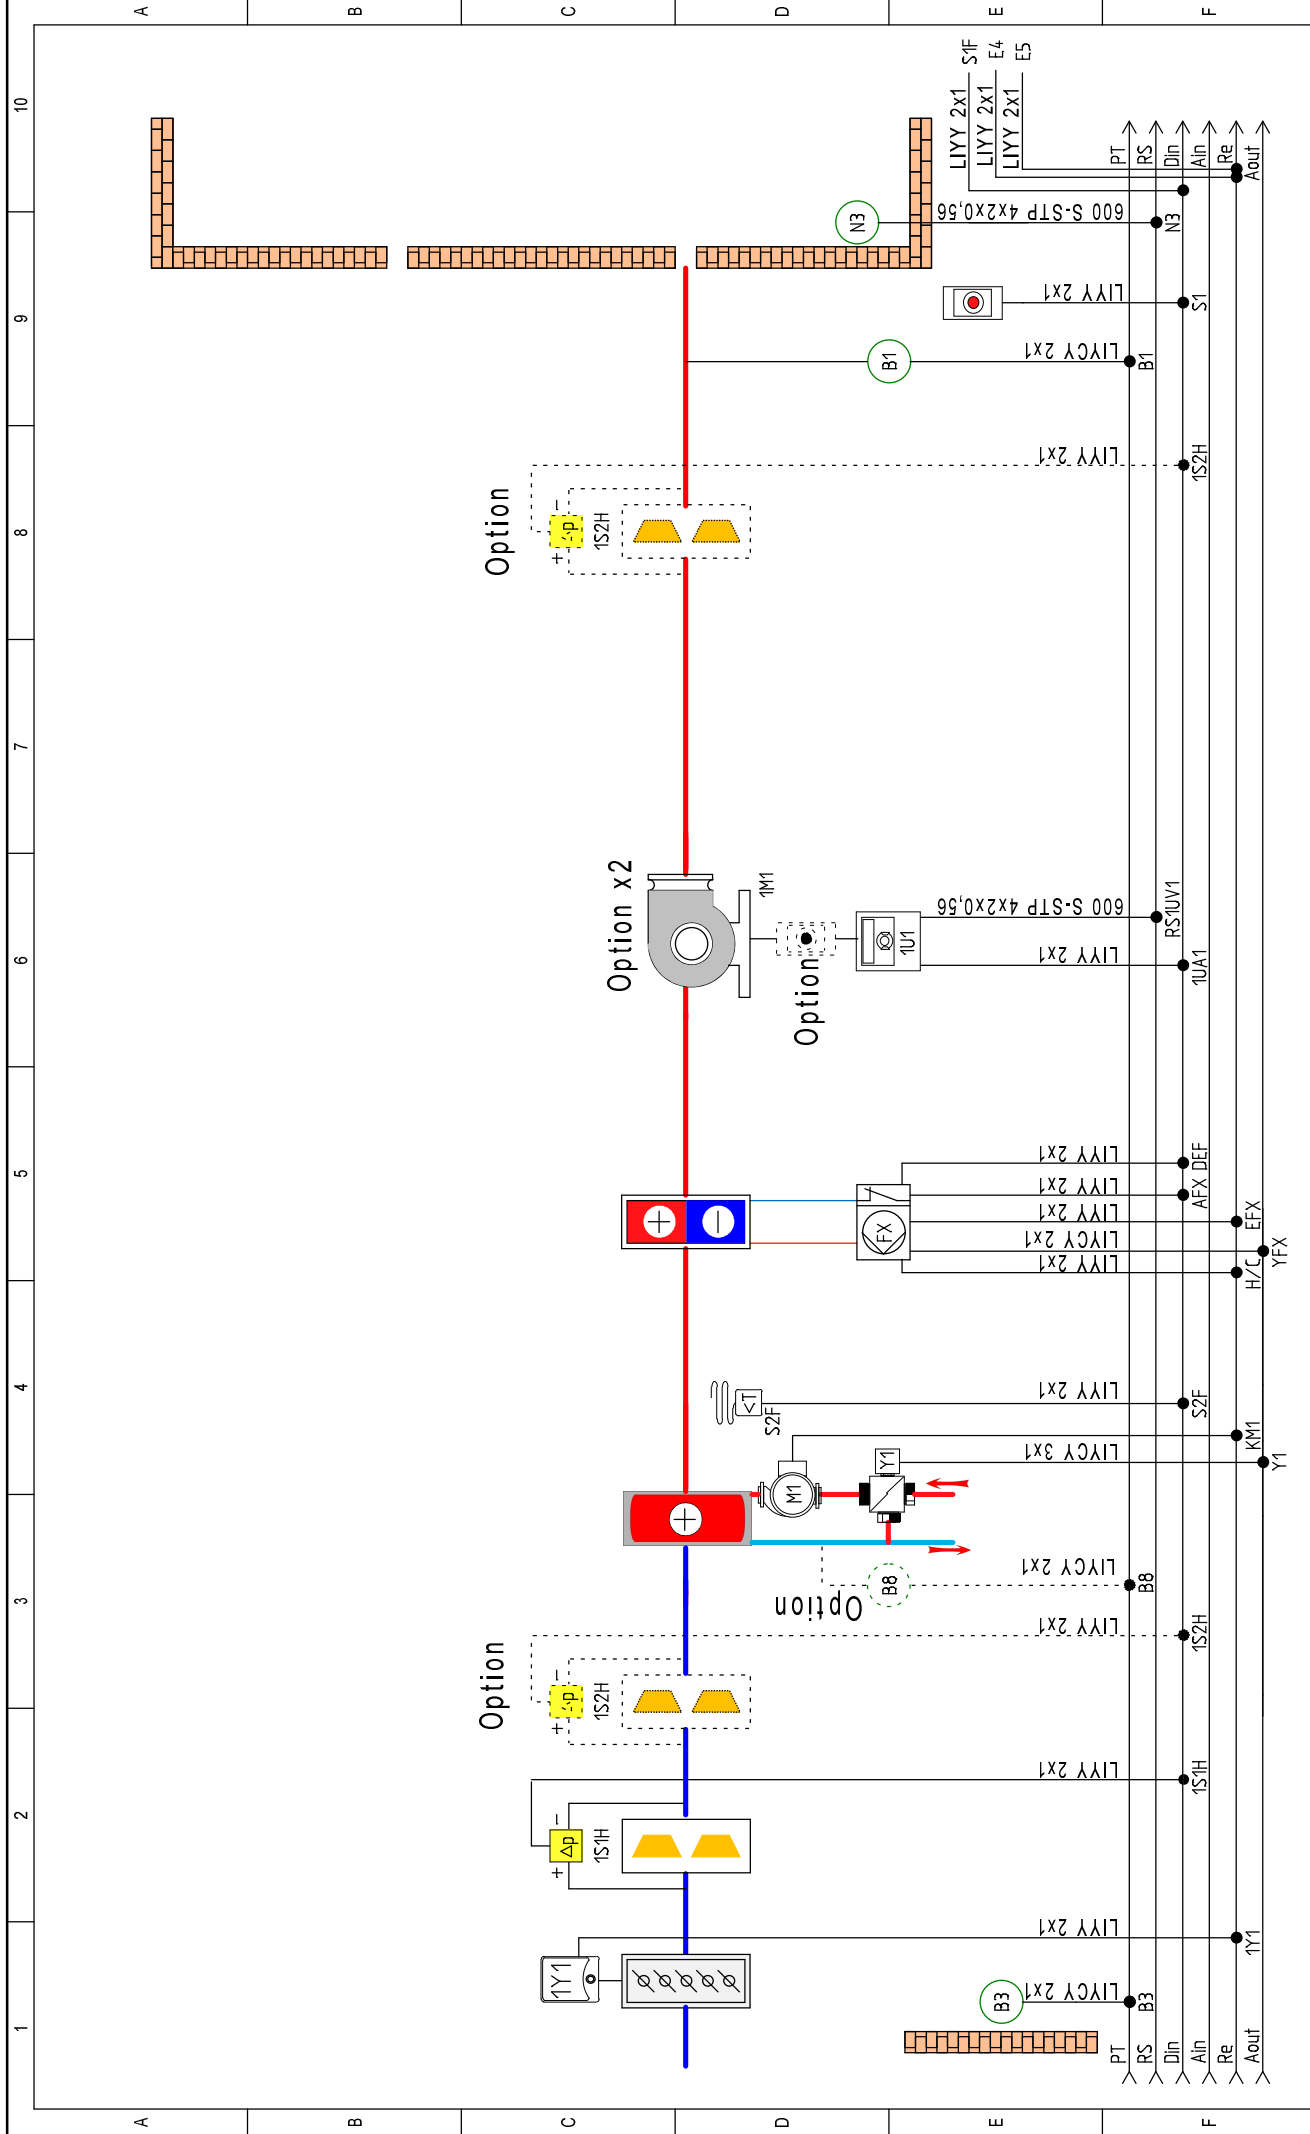 A
B
C
D
E
F
10
9
8
7
6
5
4
3
2
1
S1F
E4
E5
LIYY 2x1
LIYY 2x1
LIYY 2x1
PT
RS
Din
Ain
Re
Aout
N3
600 S-STP 4x2x0,56
N3
LIYY 2x1
S1
B1
LIYCY 2x1
B1
Option
+
-
p
1S2H
LIYY 2x1
1S2H
Option x2
1M1
Option
1U1
600 S-STP 4x2x0,56
RS1UV1
LIYY 2x1
1UA1
+
−
FX
LIYY 2x1
DEF
LIYY 2x1
AFX
LIYY 2x1
EFX
LIYCY 2x1
YFX
LIYY 2x1
H/C
<T
S2F
LIYY 2x1
S2F
M1
KM1
Y1
LIYCY 3x1
Y1
+
Option
B8
LIYCY 2x1
B8
Option
+
-
p
1S2H
LIYY 2x1
1S2H
+
-
Δp
1S1H
LIYY 2x1
1S1H
1Y1
LIYY 2x1
1Y1
B3
LIYCY 2x1
B3
PT
RS
Din
Ain
Re
Aout
A
B
C
D
E
F